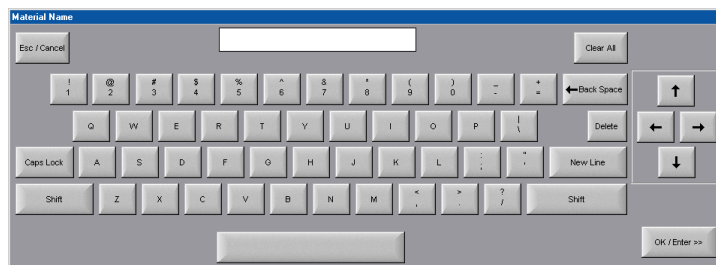 Material Name
Esc / Cancel Clear All
! @ # $ % ^ & * ( ) _ +
1 2 3 4 5 6 7 8 9 0 - = ←Back Space ↑
Q W E R T Y U I O P | \ Delete ← →
Caps Lock A S D F G H J K L : ; " ' New Line ↓
Shift Z X C V B N M < , > . ? / Shift
OK / Enter >>